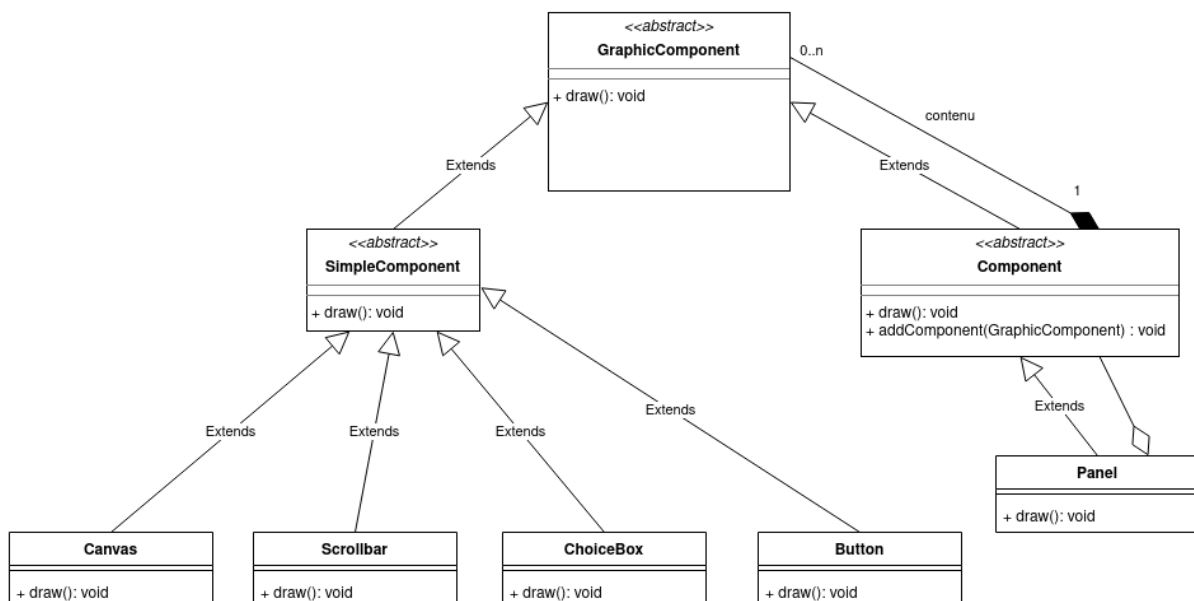 <<abstract>>
GraphicComponent
+ draw(): void
0..n
contenu
1
Extends
Extends
<<abstract>>
SimpleComponent
+ draw(): void
<<abstract>>
Component
+ draw(): void
+ addComponent(GraphicComponent) : void
Extends
Extends
Extends
Extends
Extends
Panel
+ draw(): void
Canvas
+ draw(): void
Scrollbar
+ draw(): void
ChoiceBox
+ draw(): void
Button
+ draw(): void